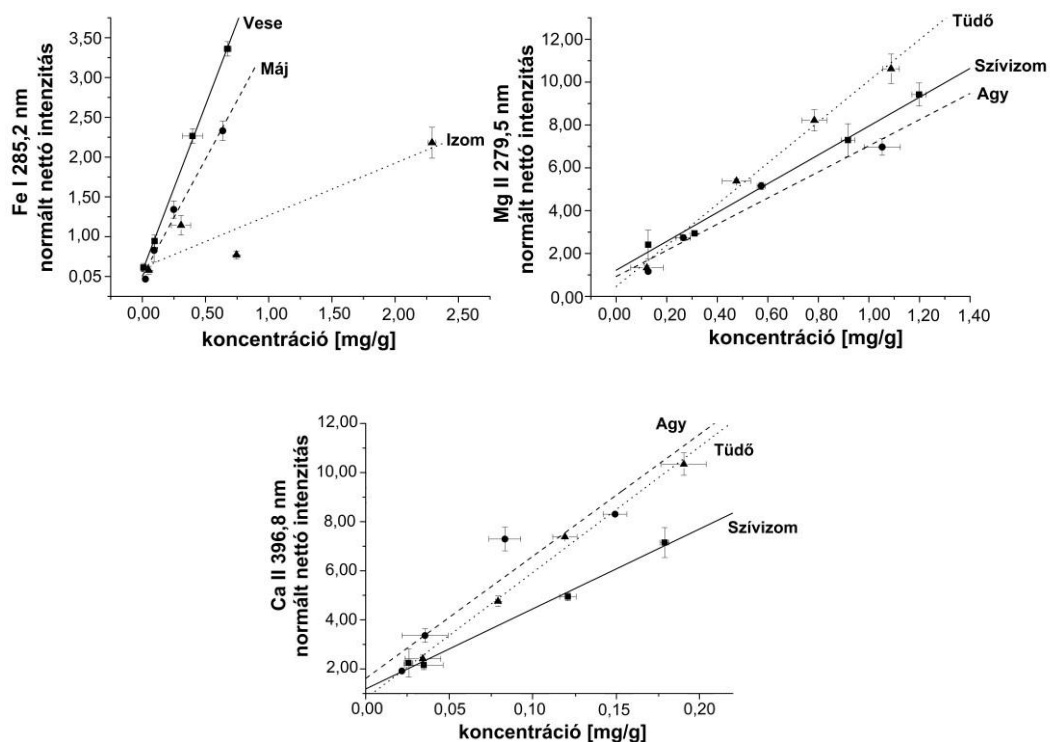 Fe I 285,2 nm
normált nettó intenzitás
3,50
3,00
2,50
2,00
1,50
1,00
0,05
Vese
Máj
Izom
0,00
0,50
1,00
1,50
2,00
2,50
koncentráció [mg/g]
Mg II 279,5 nm
normált nettó intenzitás
12,00
10,00
8,00
6,00
4,00
2,00
0,00
Tüdő
Szívizom
Agy
0,00
0,20
0,40
0,60
0,80
1,00
1,20
1,40
koncentráció [mg/g]
Ca II 396,8 nm
normált nettó intenzitás
12,00
10,00
8,00
6,00
4,00
2,00
Agy
Tüdő
Szívizom
0,00
0,05
0,10
0,15
0,20
koncentráció [mg/g]